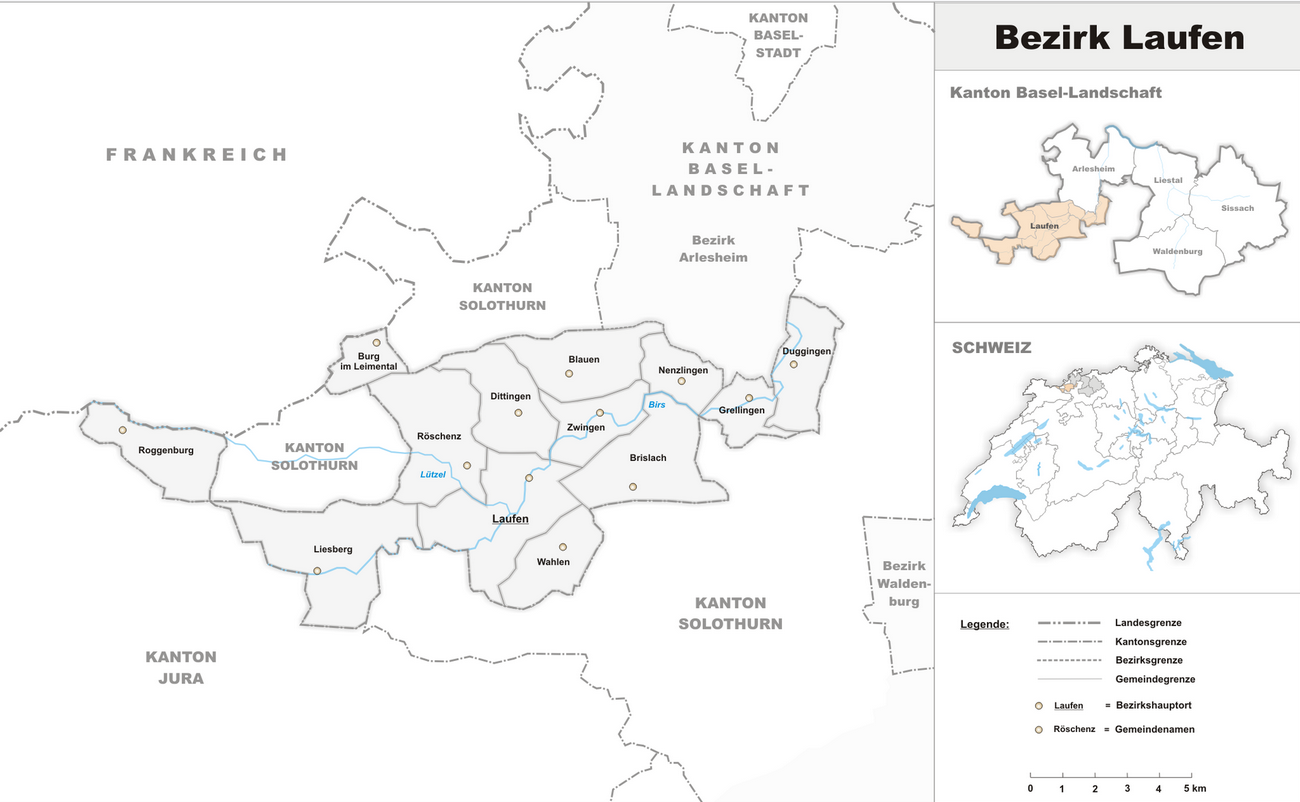 Bezirk Laufen
KANTON
BASEL-
STADT
FRANKREICH
KANTON
BASEL-
LANDSCHAFT
Bezirk
Arlesheim
KANTON
SOLOTHURN
Burg
im Leimental
Blauen
Nenzlingen
Duggingen
Dittingen
Grellingen
Birs
Zwingen
Röschenz
Roggenburg
KANTON
SOLOTHURN
Lützel
Brislach
Laufen
Liesberg
Wahlen
Bezirk
Walden-
burg
KANTON
SOLOTHURN
KANTON
JURA
Kanton Basel-Landschaft
Arlesheim
Liestal
Sissach
Laufen
Waldenburg
SCHWEIZ
Legende:
Landesgrenze
Kantonsgrenze
Bezirksgrenze
Gemeindegrenze
Laufen = Bezirkshauptort
Röschenz = Gemeindenamen
0 1 2 3 4 5 km